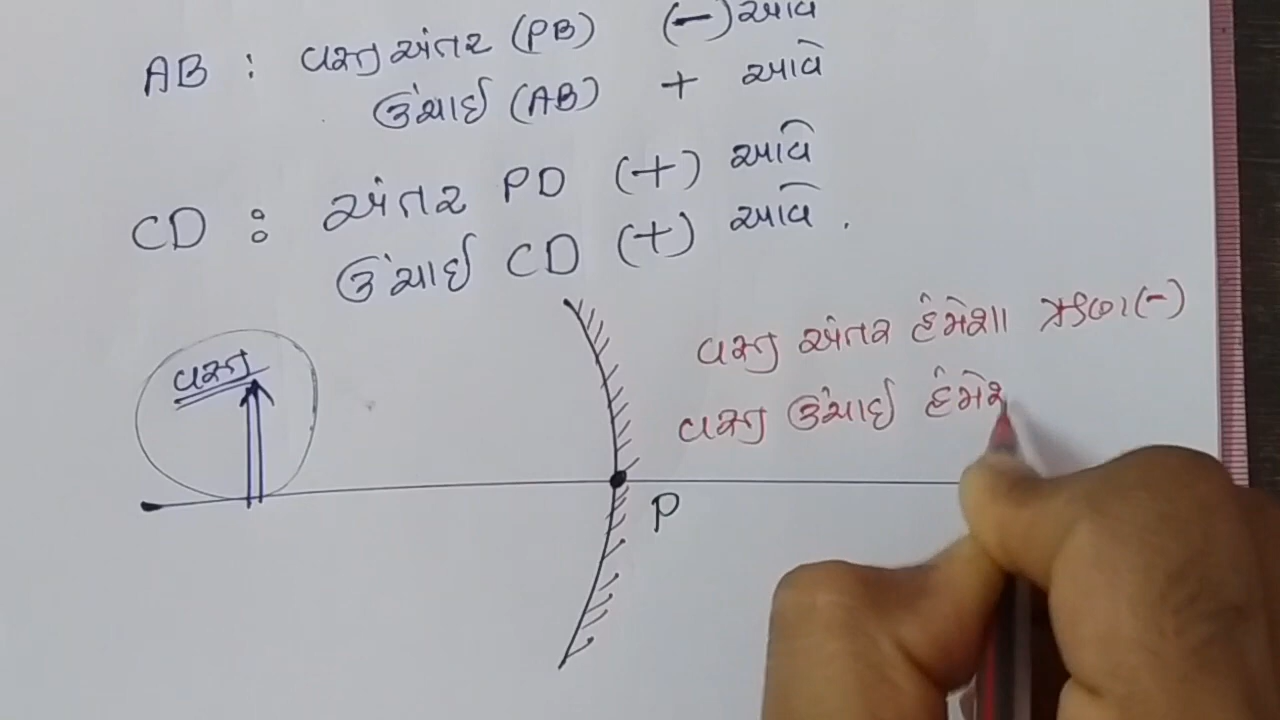 AB : વસ્તુઅંતર (PB) (−) આવે
ઉંચાઈ (AB) + આવે
CD : અંતર PD (+) આવે
ઉંચાઈ CD (+) આવે.
વસ્તુ અંતર હંમેશા ઋણ (-)
વસ્તુ ઉંચાઈ હંમેશ
વસ્તુ
P